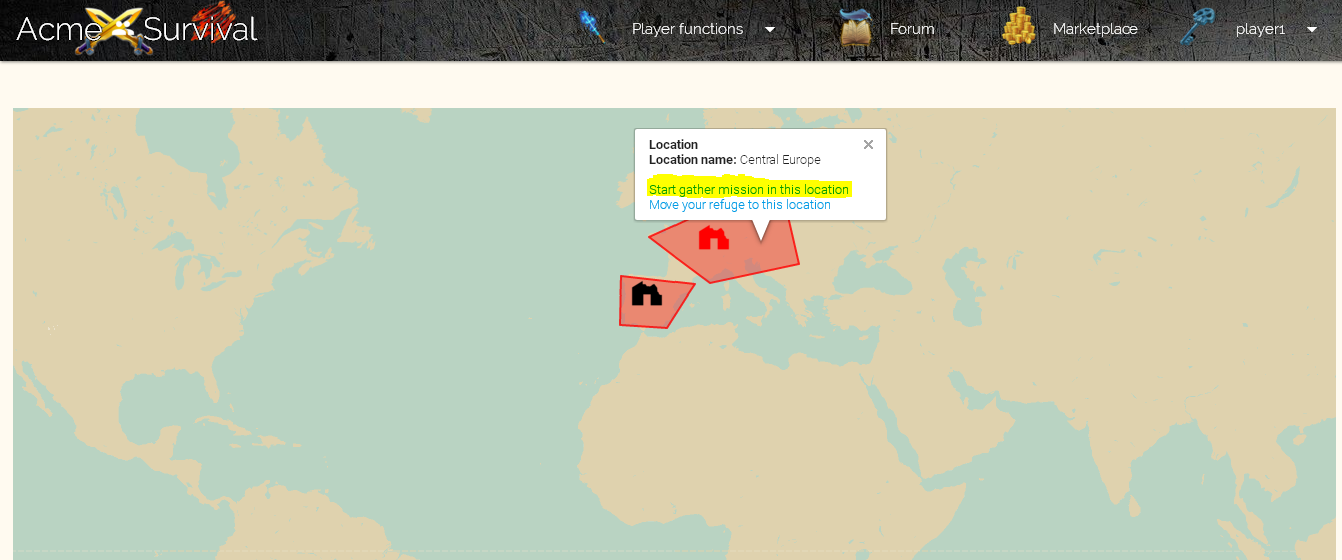 Acme Survival
Player functions
Forum
Marketplace
player1
Location
Location name: Central Europe
Start gather mission in this location
Move your refuge to this location